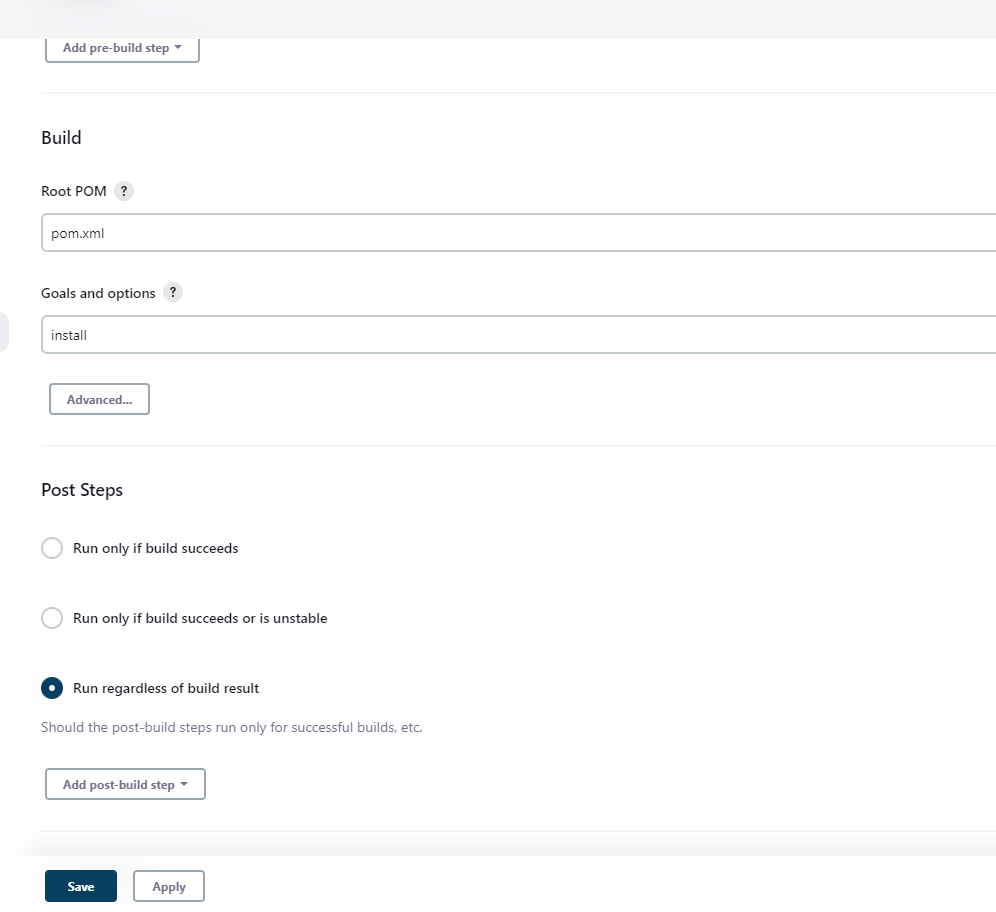 Add pre-build step
Build
Root POM ?
pom.xml
Goals and options ?
install
Advanced...
Post Steps
Run only if build succeeds
Run only if build succeeds or is unstable
Run regardless of build result
Should the post-build steps run only for successful builds, etc.
Add post-build step
Save Apply